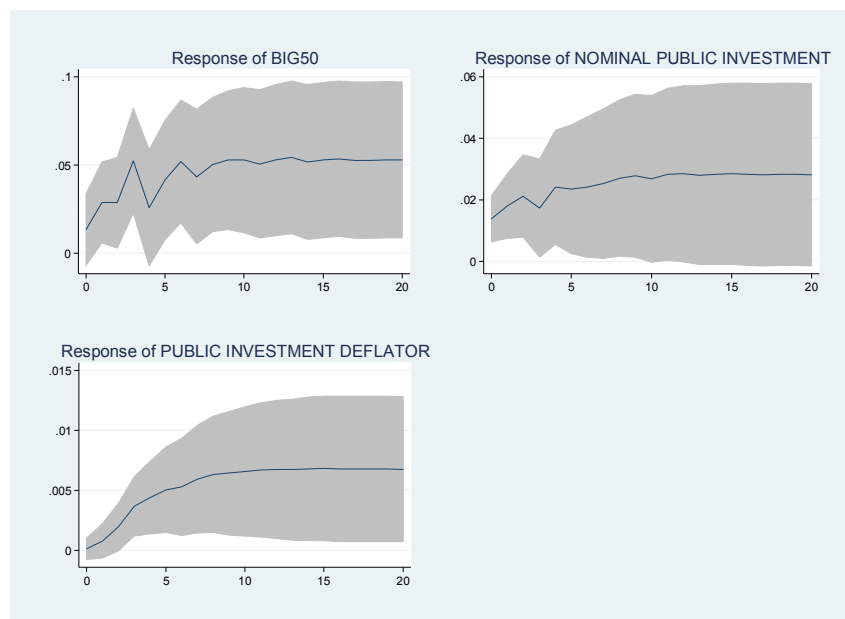 Response of BIG50
.1
.05
0
0 5 10 15 20
Response of NOMINAL PUBLIC INVESTMENT
.06
.04
.02
0
0 5 10 15 20
Response of PUBLIC INVESTMENT DEFLATOR
.015
.01
.005
0
0 5 10 15 20